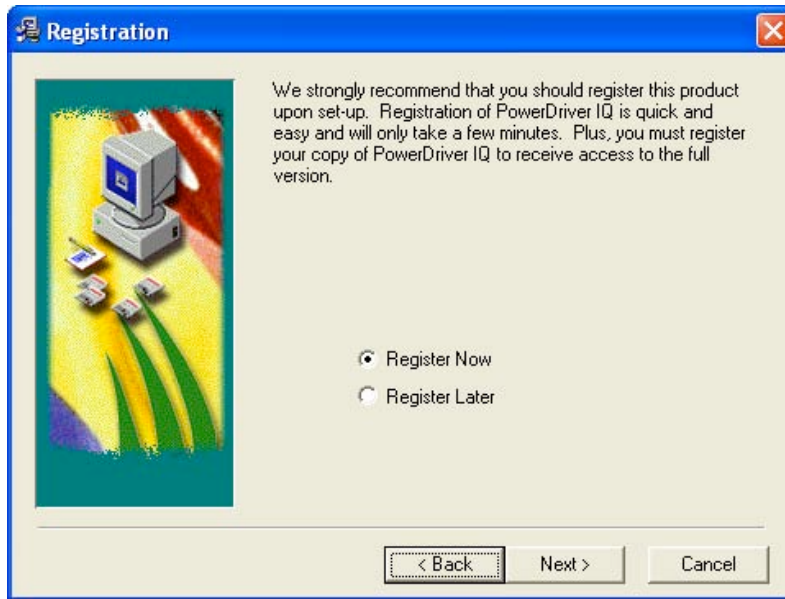 Registration
We strongly recommend that you should register this product
upon set-up. Registration of PowerDriver IQ is quick and
easy and will only take a few minutes. Plus, you must register
your copy of PowerDriver IQ to receive access to the full
version.
Register Now
Register Later
< Back
Next >
Cancel